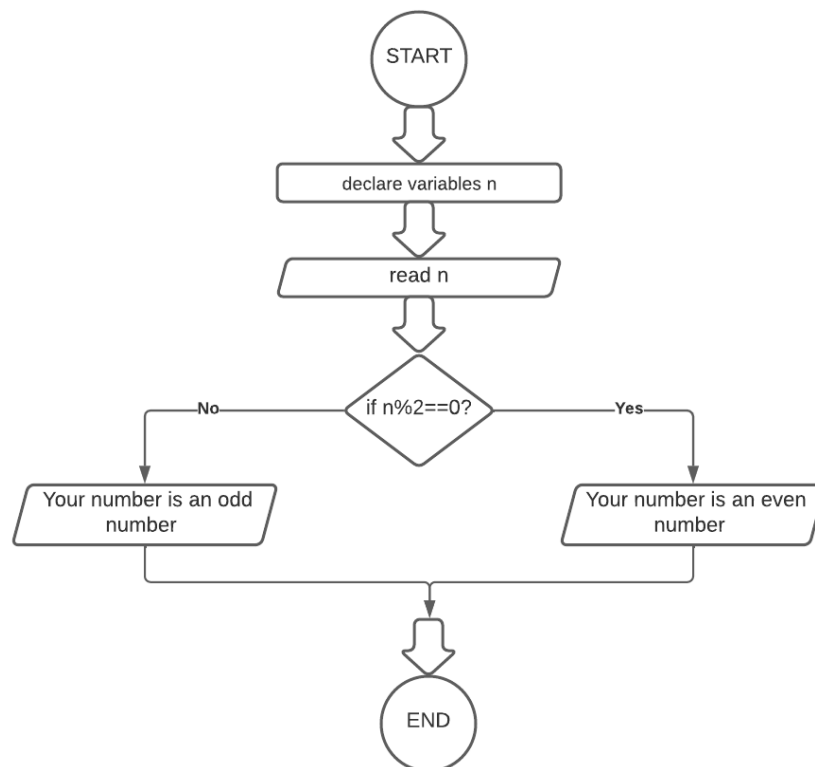 START
declare variables n
read n
if n%2==0?
No
Yes
Your number is an odd
number
Your number is an even
number
END